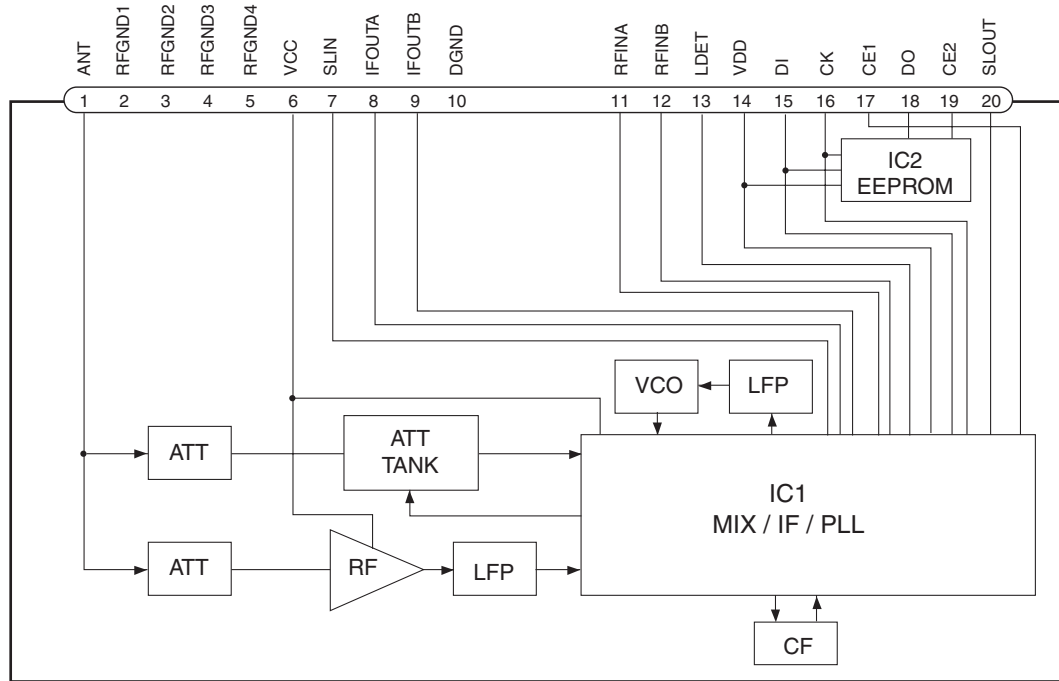 ANT RFGND1 RFGND2 RFGND3 RFGND4 VCC SLIN IFOUTA IFOUTB DGND RFINA RFINB LDET VDD DI CK CE1 DO CE2 SLOUT
1 2 3 4 5 6 7 8 9 10 11 12 13 14 15 16 17 18 19 20
IC2
EEPROM
VCO
LFP
ATT
ATT
TANK
IC1
MIX / IF / PLL
ATT
RF
LFP
CF